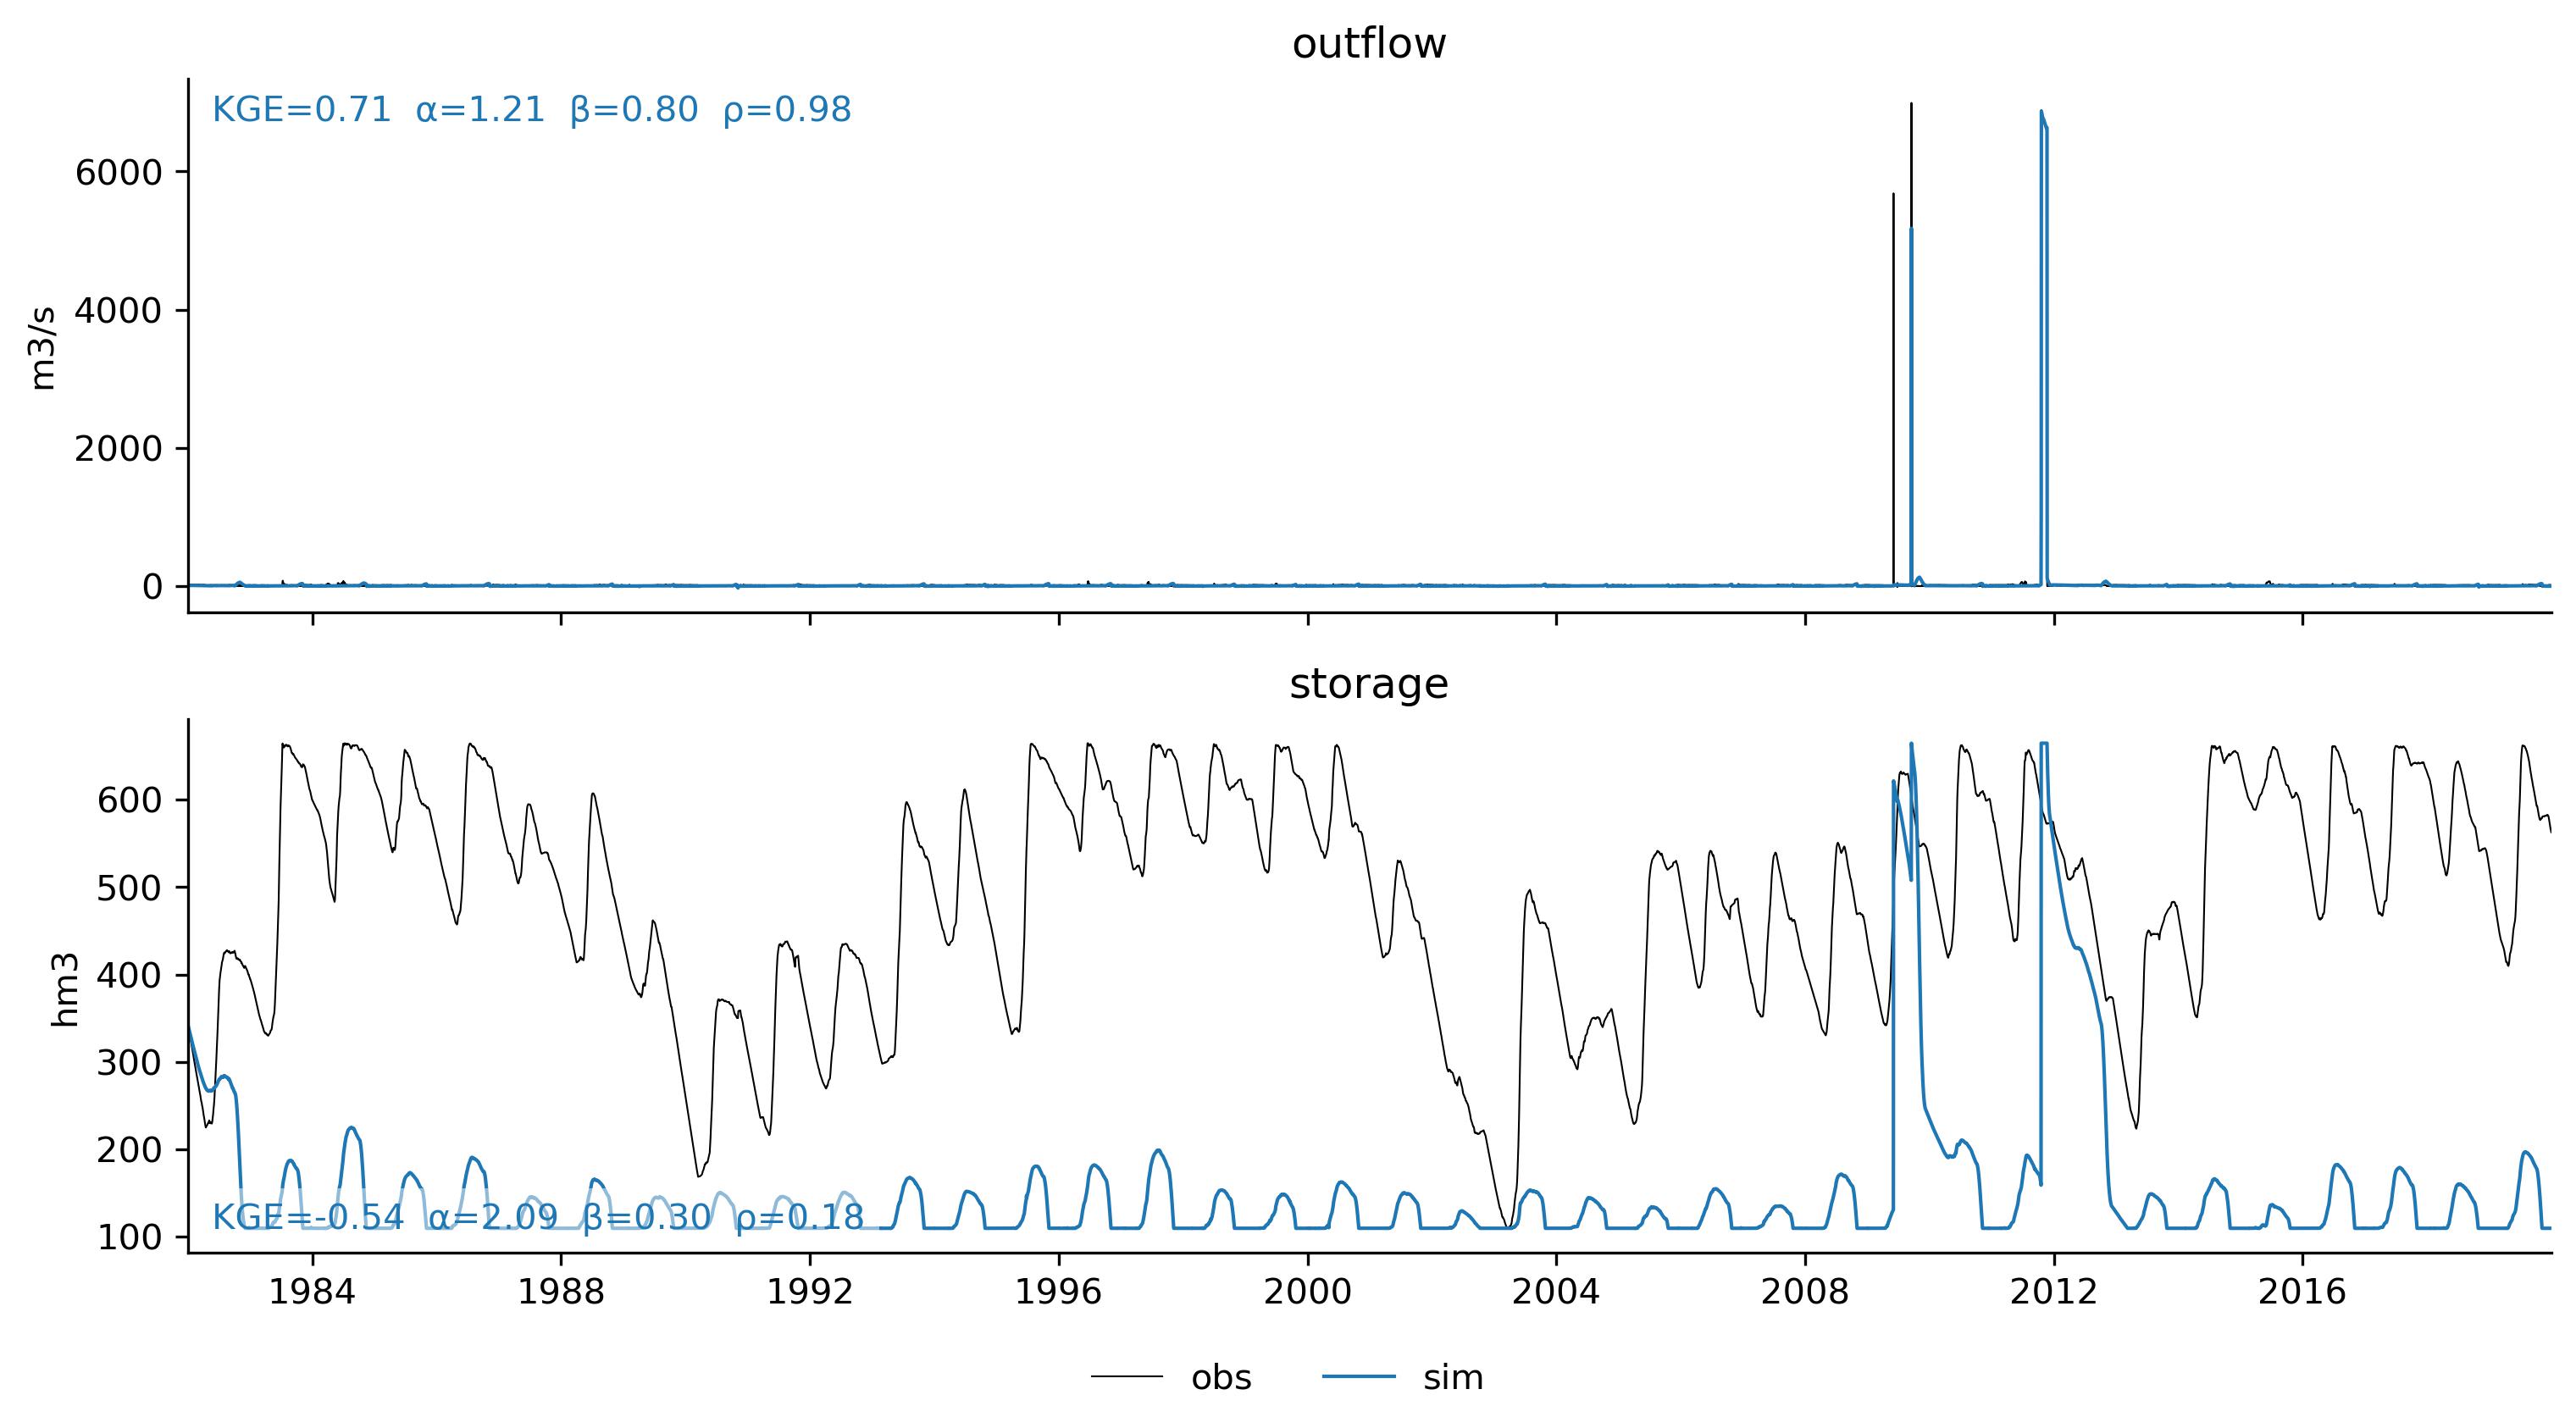 outflow
KGE=0.71 α=1.21 β=0.80 ρ=0.98
6000
4000
2000
0
m3/s
storage
600
500
400
300
200
100
hm3
KGE=-0.54 α=2.09 β=0.30 ρ=0.18
1984 1988 1992 1996 2000 2004 2008 2012 2016
obs sim